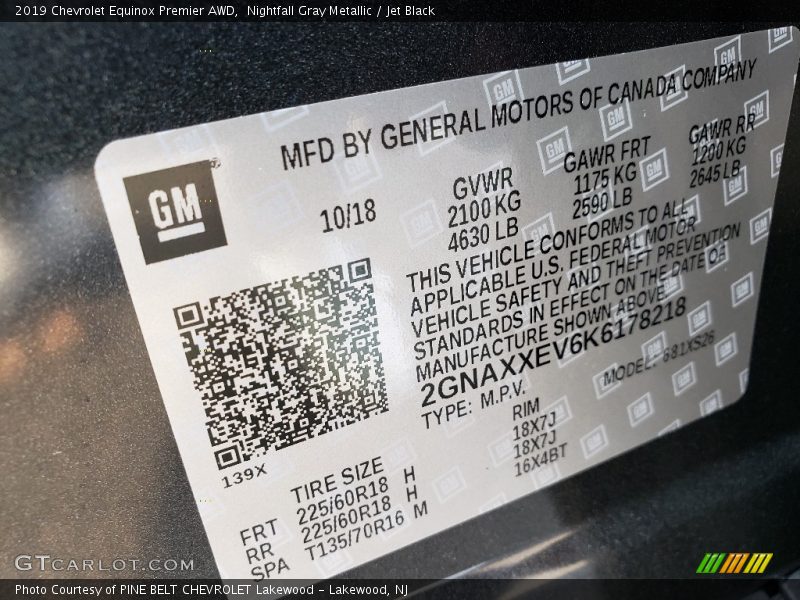 2019 Chevrolet Equinox Premier AWD, Nightfall Gray Metallic / Jet Black
MFD BY GENERAL MOTORS OF CANADA COMPANY
GM
10/18
GVWR
2100 KG
4630 LB
GAWR FRT
1175 KG
2590 LB
GAWR RR
1200 KG
2645 LB
THIS VEHICLE CONFORMS TO ALL
APPLICABLE U.S. FEDERAL MOTOR
VEHICLE SAFETY AND THEFT PREVENTION
STANDARDS IN EFFECT ON THE DATE OF
MANUFACTURE SHOWN ABOVE.
2GNAXXEV6K6178218
TYPE: M.P.V.
MODEL: 681XS26
139X
TIRE SIZE
RIM
FRT 225/60R18 H 18X7J
RR 225/60R18 H 18X7J
SPA T135/70R16 M 16X4BT
GTCARLOT.COM
Photo Courtesy of PINE BELT CHEVROLET Lakewood - Lakewood, NJ